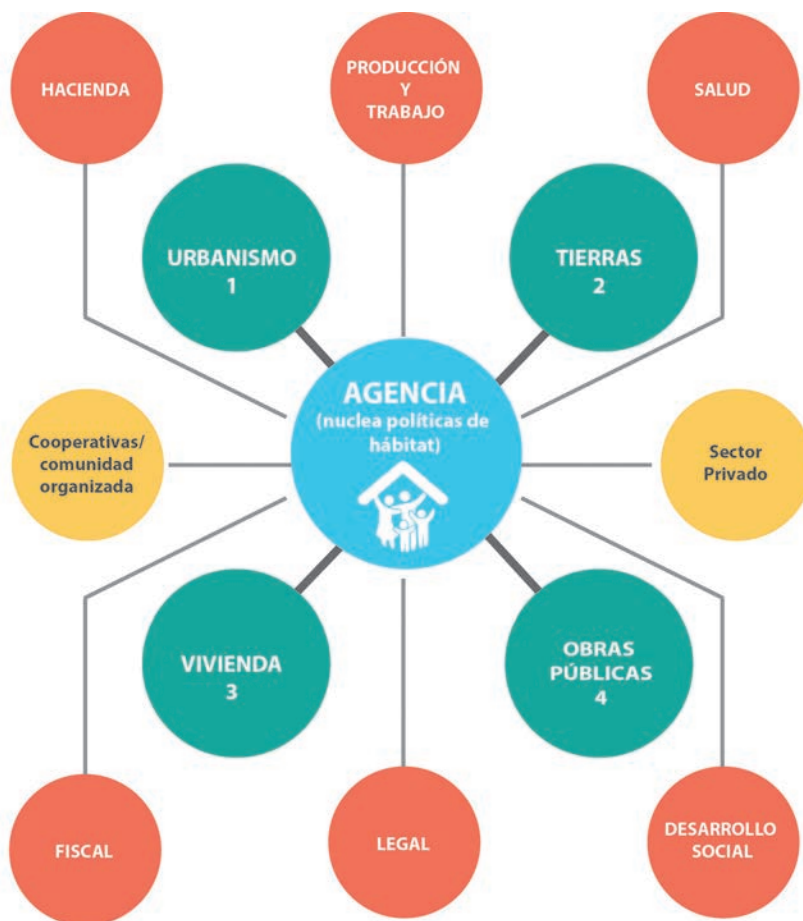 HACIENDA
PRODUCCIÓN
Y
TRABAJO
SALUD
URBANISMO
1
TIERRAS
2
AGENCIA
(nuclea políticas de
hábitat)
Cooperativas/
comunidad
organizada
Sector
Privado
VIVIENDA
3
OBRAS
PÚBLICAS
4
FISCAL
LEGAL
DESARROLLO
SOCIAL